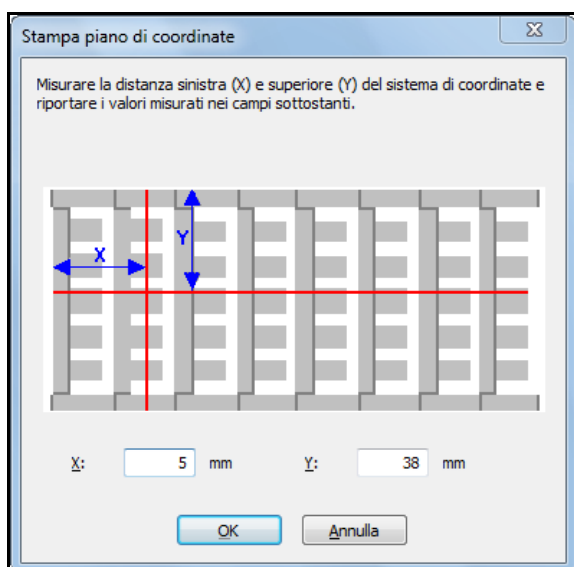 Stampa piano di coordinate
Misurare la distanza sinistra (X) e superiore (Y) del sistema di coordinate e
riportare i valori misurati nei campi sottostanti.
Y
X
X: 5 mm Y: 38 mm
OK Annulla